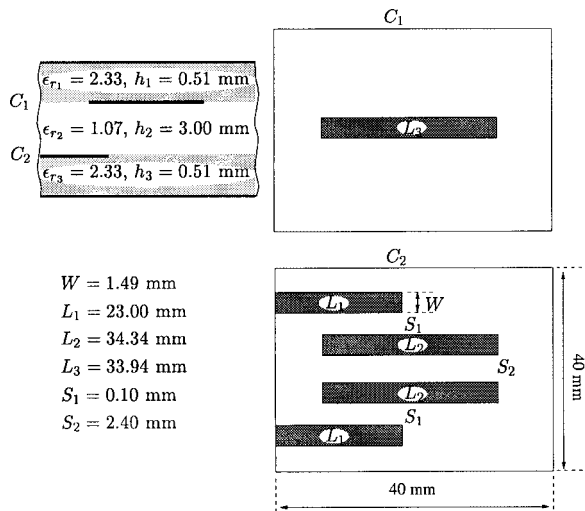 C₁
ϵᵣ₁ = 2.33, h₁ = 0.51 mm
C₁
ϵᵣ₂ = 1.07, h₂ = 3.00 mm
C₂
ϵᵣ₃ = 2.33, h₃ = 0.51 mm
L₃
C₂
W = 1.49 mm
L₁ = 23.00 mm
L₂ = 34.34 mm
L₃ = 33.94 mm
S₁ = 0.10 mm
S₂ = 2.40 mm
L₁
W
S₁
L₂
S₂
L₂
S₁
L₁
40 mm
40 mm